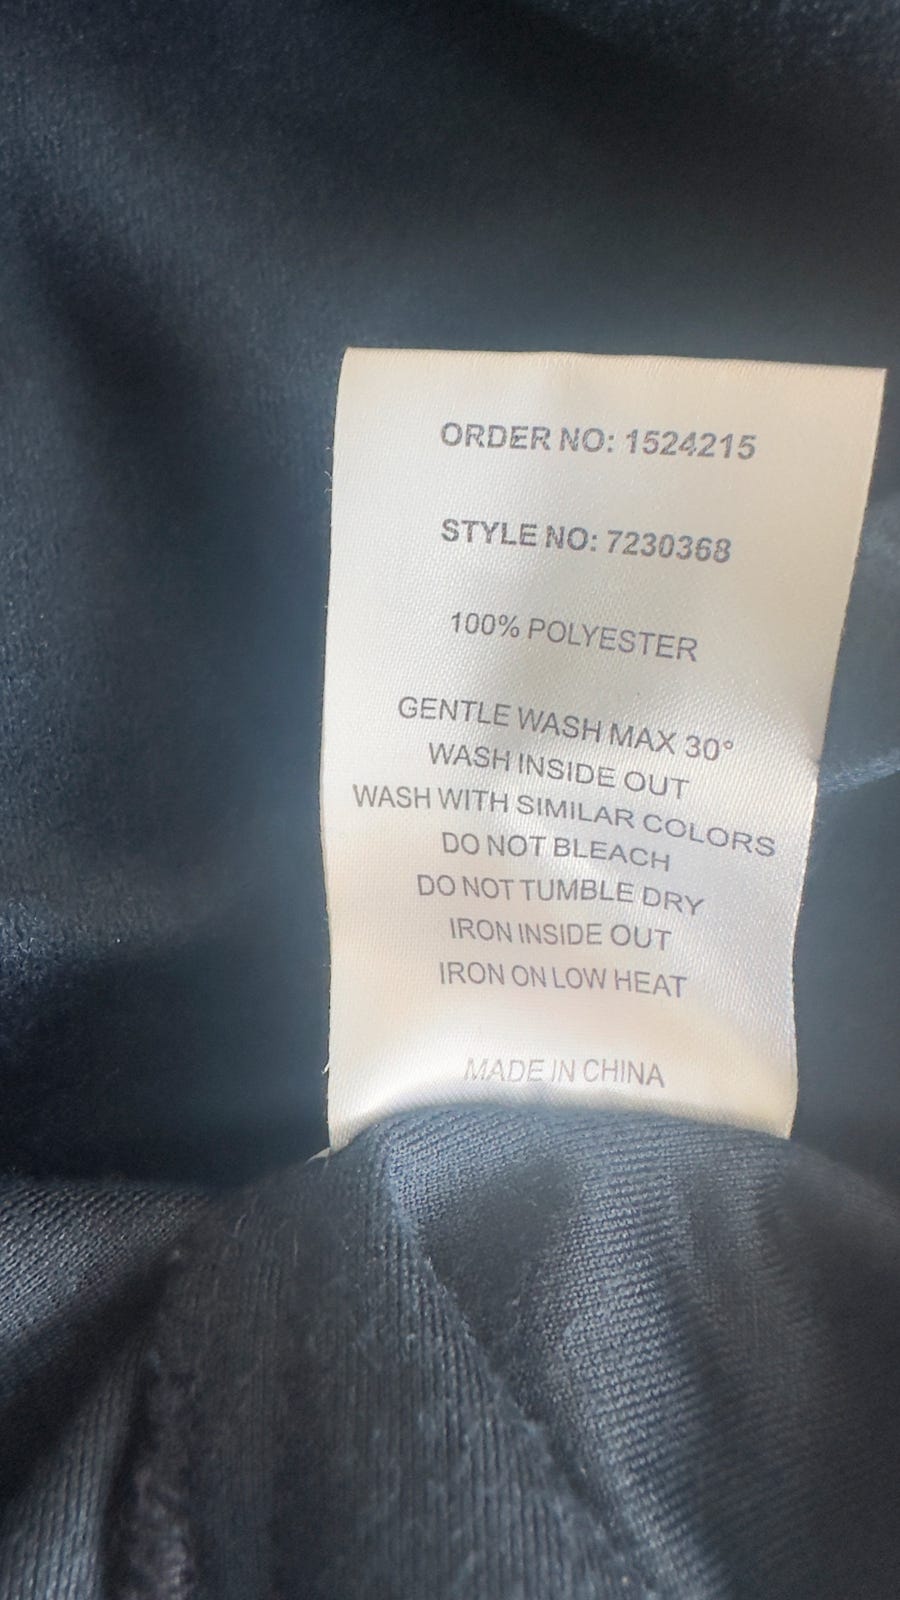 ORDER NO: 1524215
STYLE NO: 7230368
100% POLYESTER
GENTLE WASH MAX 30°
WASH INSIDE OUT
WASH WITH SIMILAR COLORS
DO NOT BLEACH
DO NOT TUMBLE DRY
IRON INSIDE OUT
IRON ON LOW HEAT
MADE IN CHINA